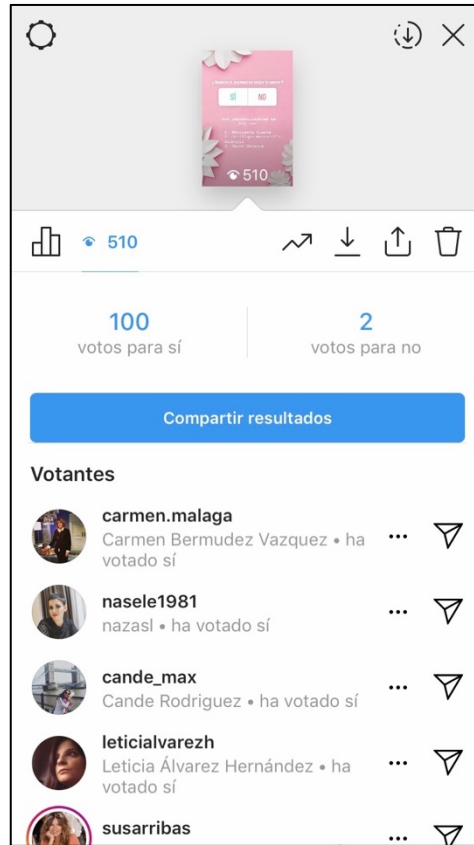 SÍ NO
510
510
100 2
votos para sí votos para no
Compartir resultados
Votantes
carmen.malaga
Carmen Bermudez Vazquez • ha
votado sí
nasele1981
nazasl • ha votado sí
cande_max
Cande Rodriguez • ha votado sí
leticialvarezh
Leticia Álvarez Hernández • ha
votado sí
susarribas